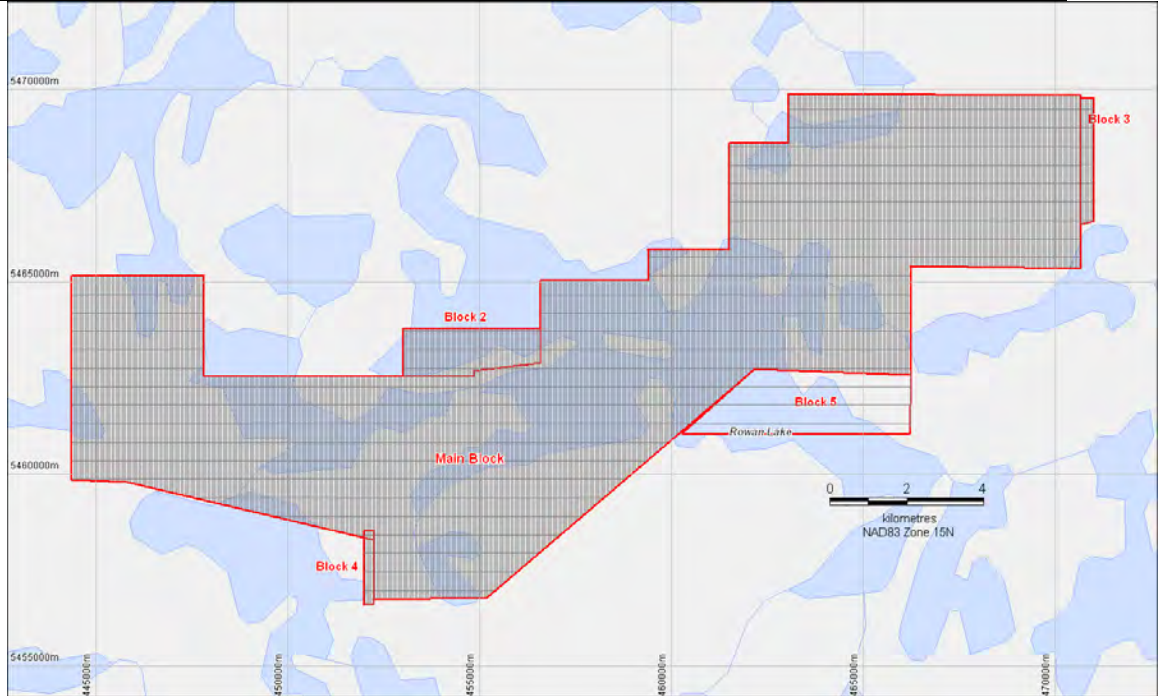 5470000m
Block 3
5465000m
Block 2
Block 5
Rowan Lake
Main Block
5460000m
0 2 4
kilometres
NAD83 Zone 15N
Block 4
5455000m
445000m
450000m
455000m
460000m
465000m
470000m